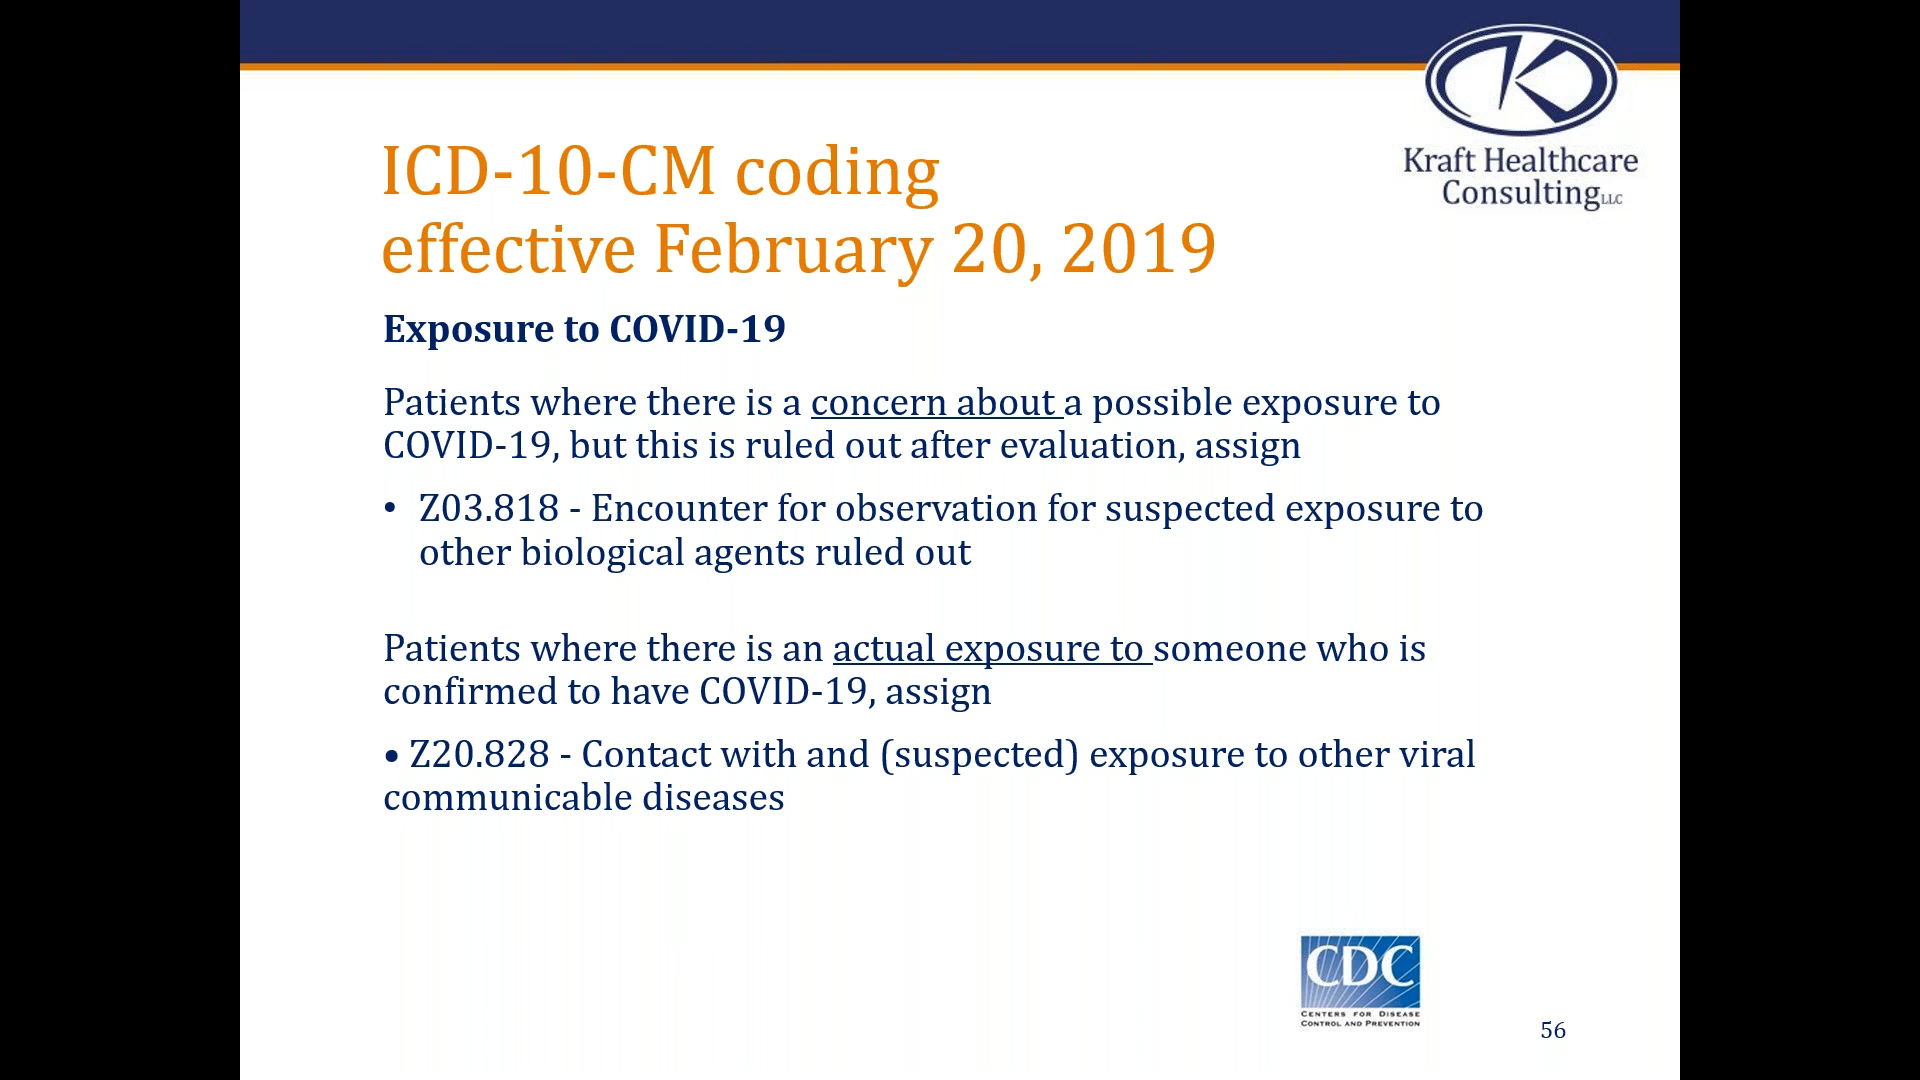 Kraft Healthcare
Consulting LLC
ICD-10-CM coding
effective February 20, 2019
Exposure to COVID-19
Patients where there is a concern about a possible exposure to
COVID-19, but this is ruled out after evaluation, assign
• Z03.818 - Encounter for observation for suspected exposure to
other biological agents ruled out
Patients where there is an actual exposure to someone who is
confirmed to have COVID-19, assign
• Z20.828 - Contact with and (suspected) exposure to other viral
communicable diseases
CDC
CENTERS FOR DISEASE
CONTROL AND PREVENTION
56